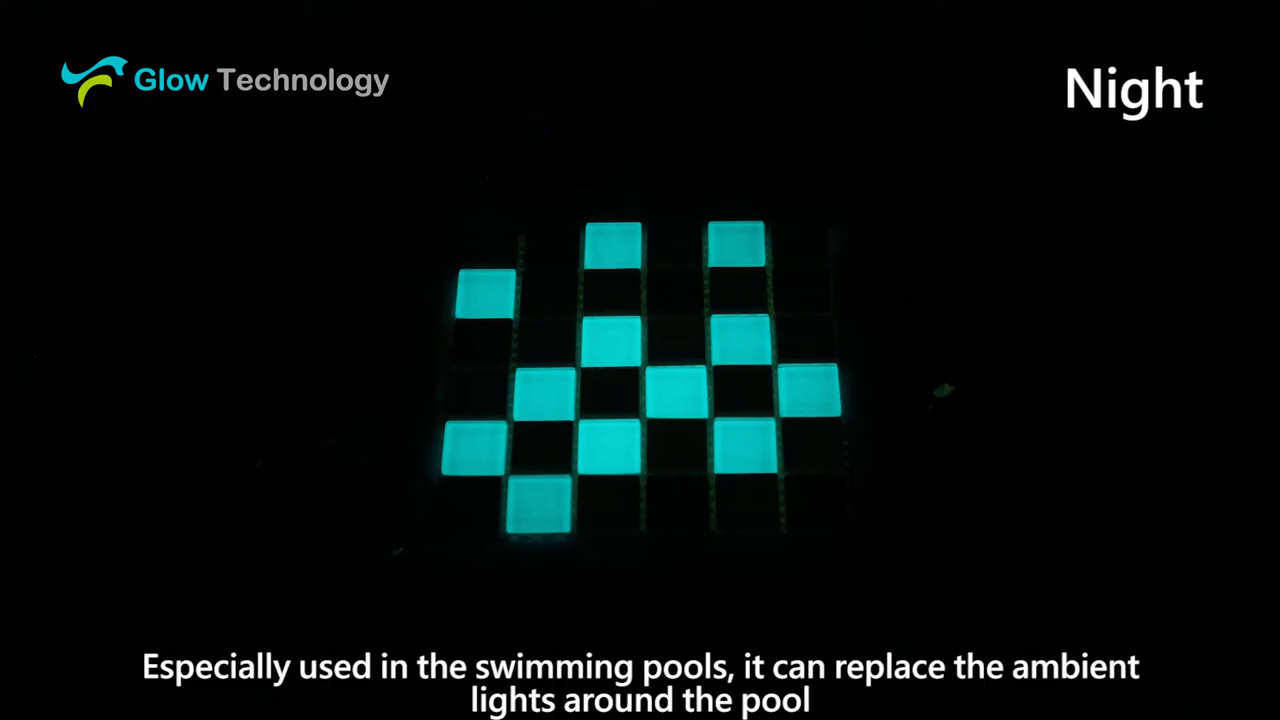 Glow Technology
Night
Especially used in the swimming pools, it can replace the ambient
lights around the pool